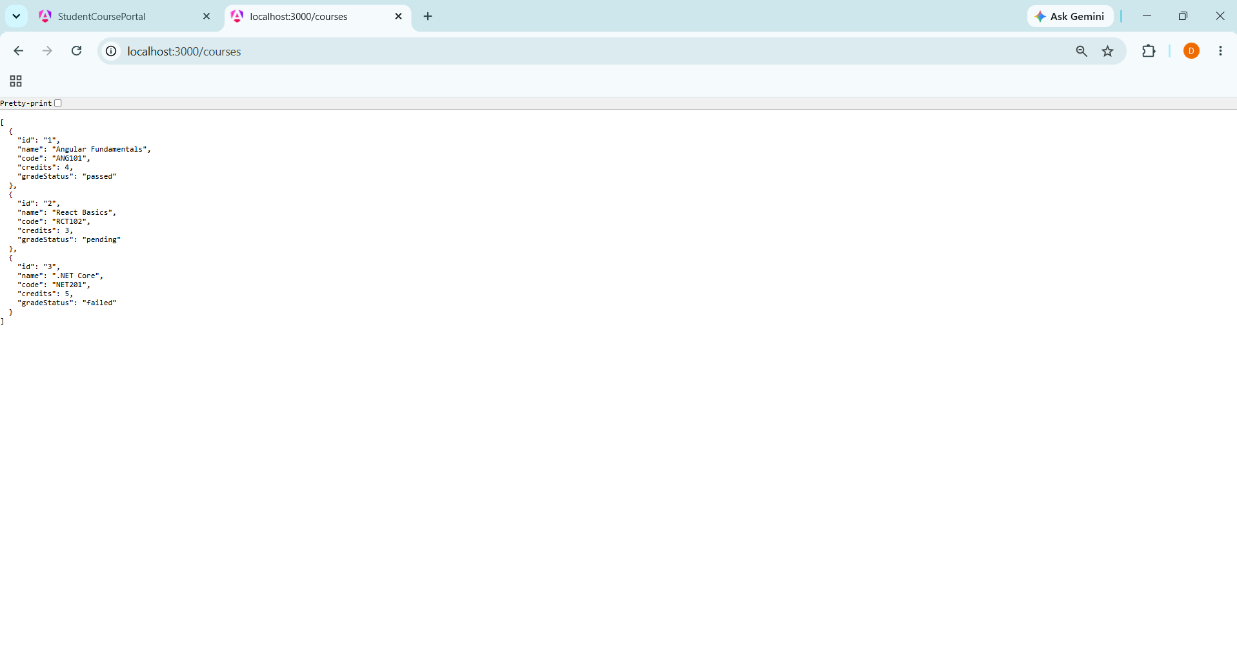 StudentCoursePortal
localhost:3000/courses
Ask Gemini
localhost:3000/courses
D
Pretty-print
[
  {
    "id": "1",
    "name": "Angular Fundamentals",
    "code": "ANG101",
    "credits": 4,
    "gradeStatus": "passed"
  },
  {
    "id": "2",
    "name": "React Basics",
    "code": "RCT102",
    "credits": 3,
    "gradeStatus": "pending"
  },
  {
    "id": "3",
    "name": ".NET Core",
    "code": "NET201",
    "credits": 5,
    "gradeStatus": "failed"
  }
]